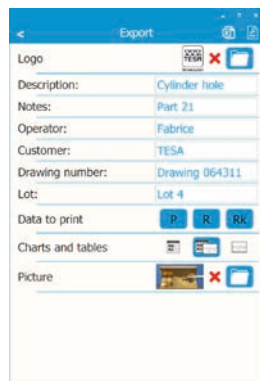 < Export
Logo TESA
Description: Cylinder hole
Notes: Part 21
Operator: Fabrice
Customer: TESA
Drawing number: Drawing 064311
Lot: Lot 4
Data to print P R Rk
Charts and tables
Picture